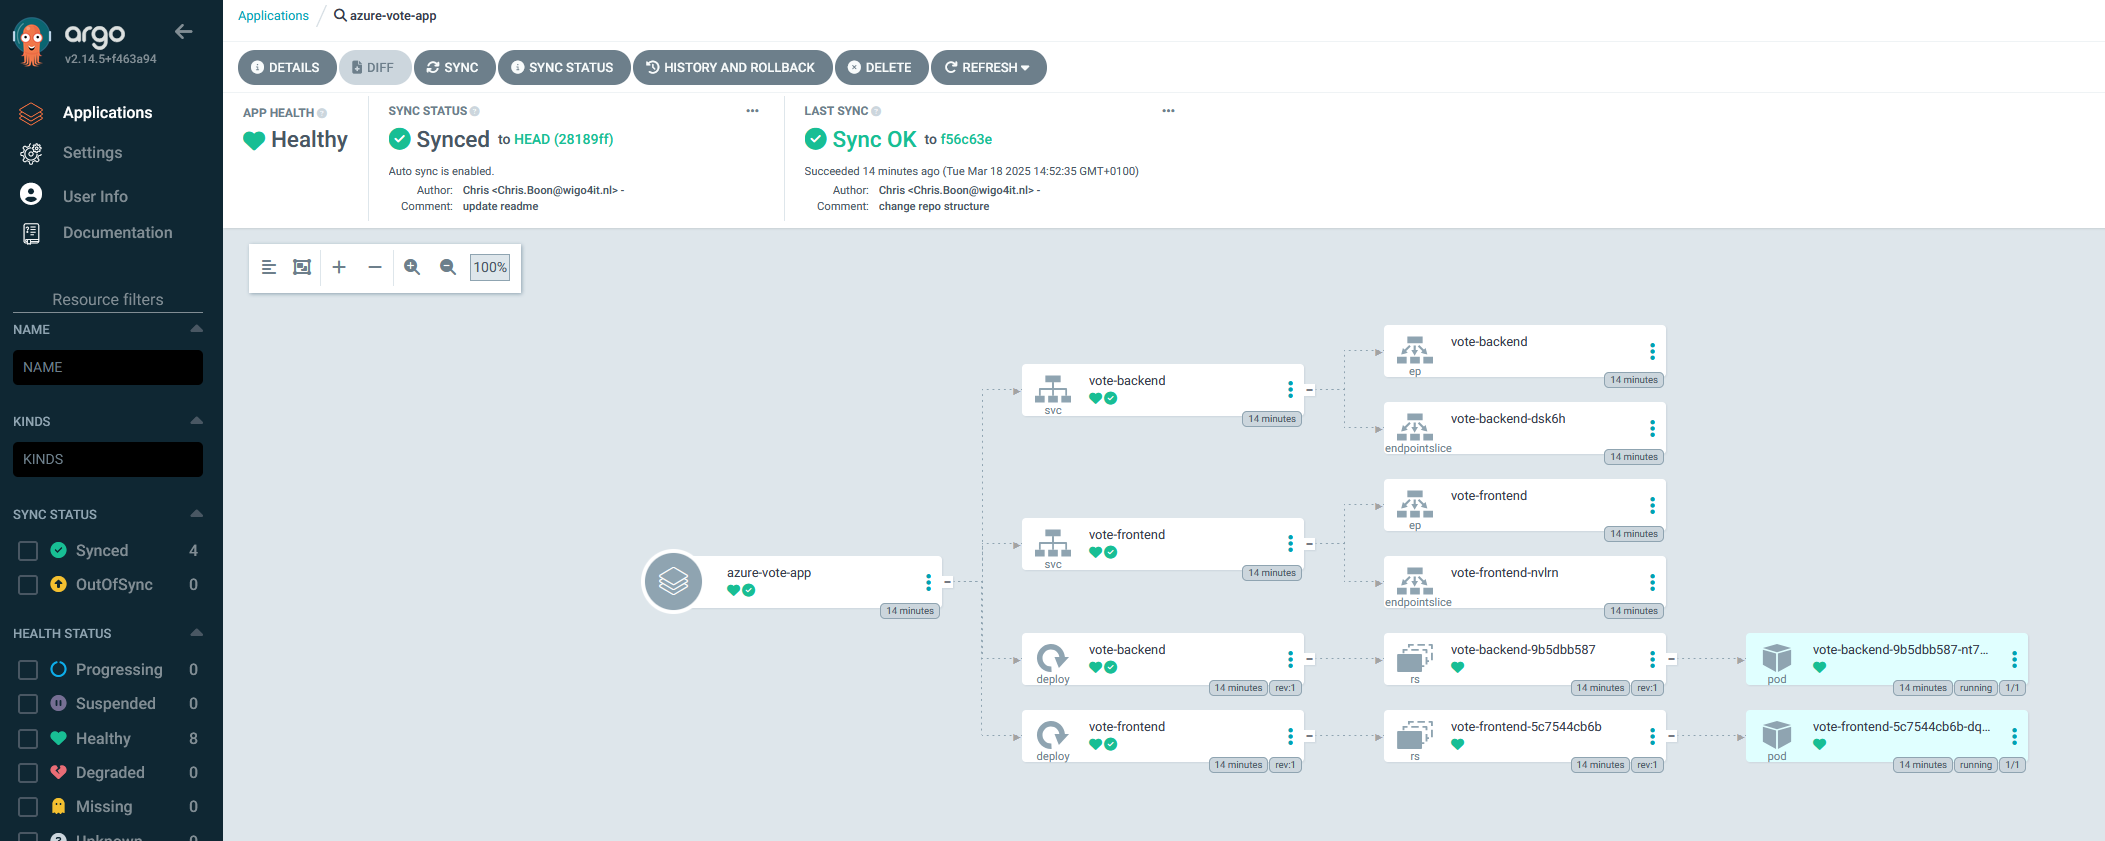 argo
v2.14.5+f463a94
Applications
Settings
User Info
Documentation
Resource filters
NAME
NAME
KINDS
KINDS
SYNC STATUS
Synced 4
OutOfSync 0
HEALTH STATUS
Progressing 0
Suspended 0
Healthy 8
Degraded 0
Missing 0
Applications / azure-vote-app
DETAILS DIFF SYNC SYNC STATUS HISTORY AND ROLLBACK DELETE REFRESH
APP HEALTH
Healthy
SYNC STATUS
Synced to HEAD (28189ff)
Auto sync is enabled.
Author: Chris <Chris.Boon@wigo4it.nl> -
Comment: update readme
LAST SYNC
Sync OK to f56c63e
Succeeded 14 minutes ago (Tue Mar 18 2025 14:52:35 GMT+0100)
Author: Chris <Chris.Boon@wigo4it.nl> -
Comment: change repo structure
100%
azure-vote-app
14 minutes
vote-backend
svc
14 minutes
vote-frontend
svc
14 minutes
vote-backend
deploy
14 minutes rev:1
vote-frontend
deploy
14 minutes rev:1
vote-backend
ep
14 minutes
vote-backend-dsk6h
endpointslice
14 minutes
vote-frontend
ep
14 minutes
vote-frontend-nvlrn
endpointslice
14 minutes
vote-backend-9b5dbb587
rs
14 minutes rev:1
vote-frontend-5c7544cb6b
rs
14 minutes rev:1
vote-backend-9b5dbb587-nt7...
pod
14 minutes running 1/1
vote-frontend-5c7544cb6b-dq...
pod
14 minutes running 1/1